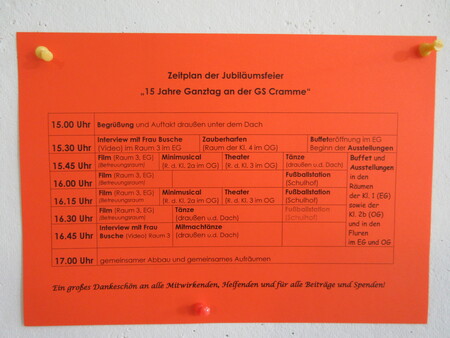 Zeitplan der Jubiläumsfeier
„15 Jahre Ganztag an der GS Cramme“
15.00 Uhr Begrüßung und Auftakt draußen unter dem Dach
15.30 Uhr Interview mit Frau Busche Zauberharfen Buffeteröffnung im EG
(Video) im Raum 3 im EG (Raum der Kl. 4 im OG) Beginn der Ausstellungen
15.45 Uhr Film (Raum 3, EG) Minimusical Theater Tänze Buffet und
(Betreuungsraum) (R. d. Kl. 2a im OG) (R. d. Kl. 3 im OG) (draußen u.d. Dach) Ausstellungen
16.00 Uhr Film (Raum 3, EG) Fußballstation in den
(Betreuungsraum) (Schulhof) Räumen
16.15 Uhr Film (Raum 3, EG) Minimusical Theater Fußballstation der Kl. 1 (EG)
(Betreuungsraum) (R. d. Kl. 2a im OG) (R. d. Kl. 3 im OG (Schulhof) sowie der
16.30 Uhr Film (Raum 3, EG) Tänze Fußballstation Kl. 2b (OG)
(Betreuungsraum) (draußen u.d. Dach) (Schulhof) und in den
16.45 Uhr Interview mit Frau Mitmachtänze Fluren
Busche (Video) Raum 3 (draußen u.d. Dach) im EG und OG
17.00 Uhr gemeinsamer Abbau und gemeinsames Aufräumen
Ein großes Dankeschön an alle Mitwirkenden, Helfenden und für alle Beiträge und Spenden!